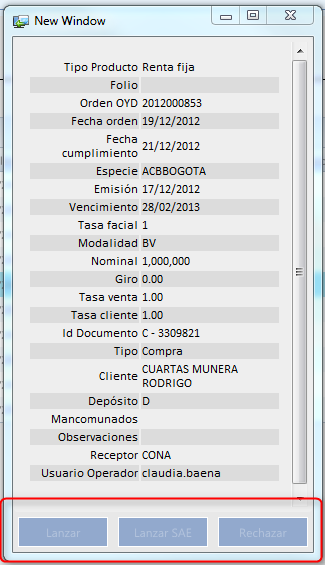 New Window
Tipo Producto Renta fija
Folio
Orden OYD 2012000853
Fecha orden 19/12/2012
Fecha
cumplimiento 21/12/2012
Especie ACBBOGOTA
Emisión 17/12/2012
Vencimiento 28/02/2013
Tasa facial 1
Modalidad BV
Nominal 1,000,000
Giro 0.00
Tasa venta 1.00
Tasa cliente 1.00
Id Documento C - 3309821
Tipo Compra
Cliente CUARTAS MUNERA
RODRIGO
Depósito D
Mancomunados
Observaciones
Receptor CONA
Usuario Operador claudia.baena
Lanzar Lanzar SAE Rechazar